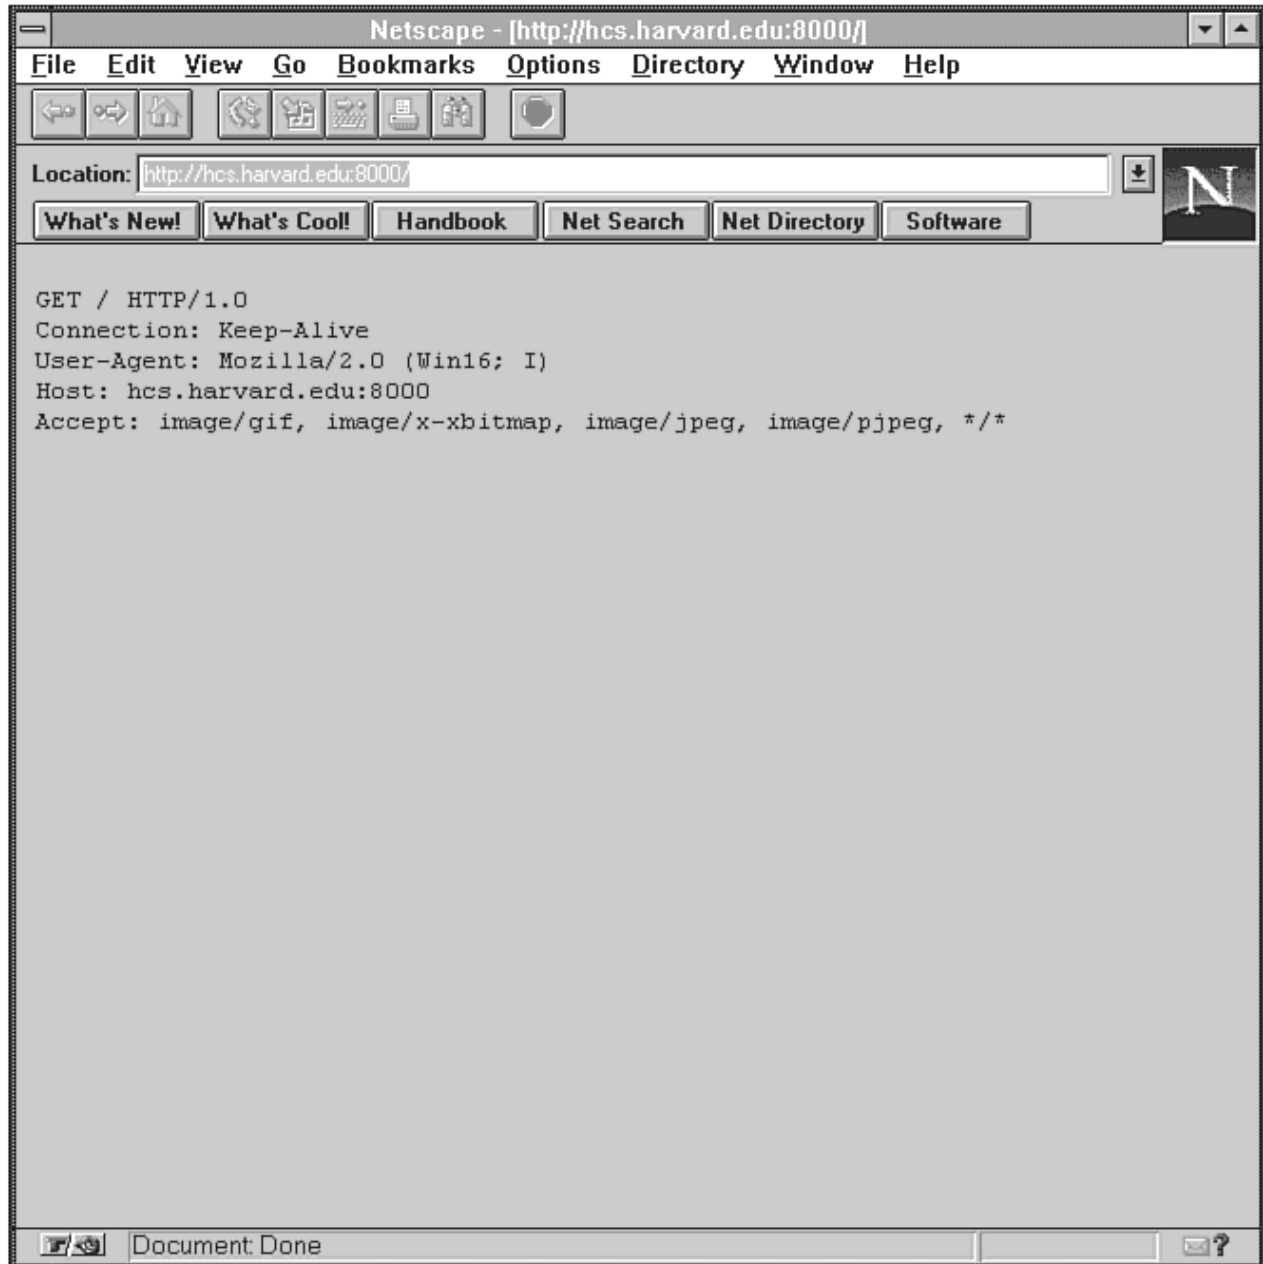 Netscape - [http://hcs.harvard.edu:8000/]
File Edit View Go Bookmarks Options Directory Window Help
Location: http://hcs.harvard.edu:8000/
N
What's New! What's Cool! Handbook Net Search Net Directory Software
GET / HTTP/1.0
Connection: Keep-Alive
User-Agent: Mozilla/2.0 (Win16; I)
Host: hcs.harvard.edu:8000
Accept: image/gif, image/x-xbitmap, image/jpeg, image/pjpeg, */*
Document: Done
?